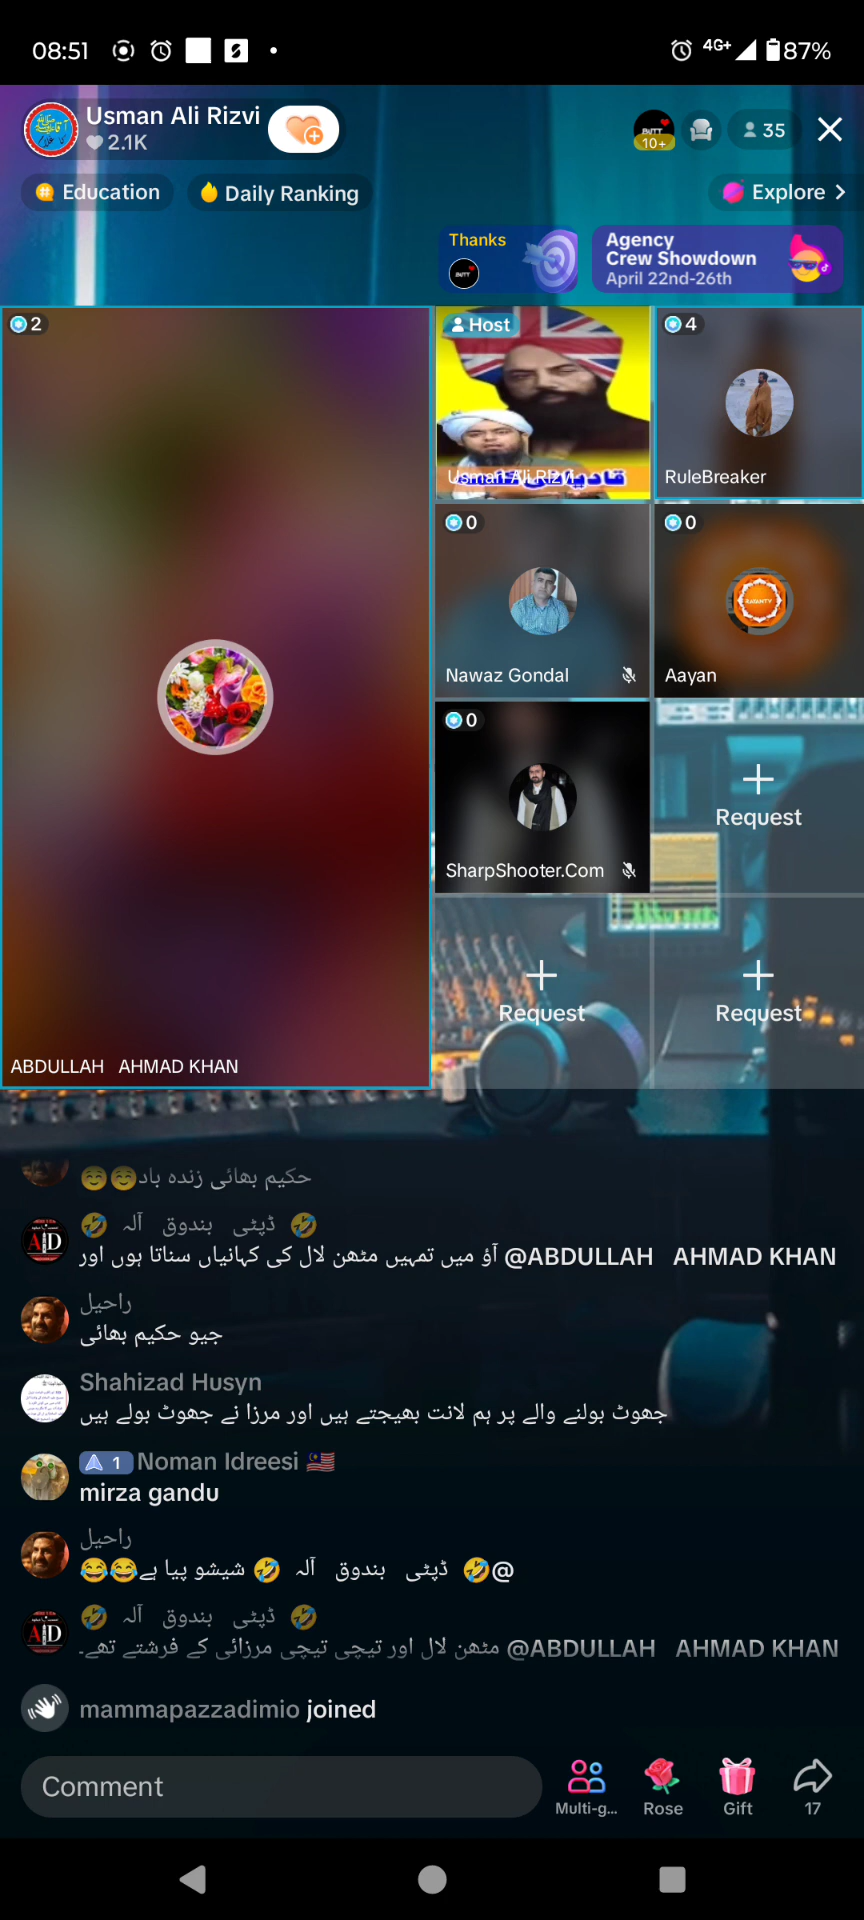 08:51
4G+
87%
Usman Ali Rizvi
2.1K
BUTT
10+
35
Education
Daily Ranking
Explore
Thanks
BUTT
Agency
Crew Showdown
April 22nd-26th
2
Host
Usman Ali Rizvi
4
RuleBreaker
0
Nawaz Gondal
0
Aayan
0
SharpShooter.Com
Request
Request
Request
ABDULLAH AHMAD KHAN
حکیم بھائی زندہ باد☺️☺️
🤣 ڈپٹی بندوق آلہ 🤣
@ABDULLAH AHMAD KHAN آؤ میں تمہیں مٹھن لال کی کہانیاں سناتا ہوں اور
راحیل
جیو حکیم بھائی
Shahizad Husyn
جھوٹ بولنے والے پر ہم لانت بھیجتے ہیں اور مرزا نے جھوٹ بولے ہیں
1 Noman Idreesi 🇲🇾
mirza gandu
راحیل
@🤣 ڈپٹی بندوق آلہ 🤣 شیشو پیا ہے😂😂
🤣 ڈپٹی بندوق آلہ 🤣
@ABDULLAH AHMAD KHAN مٹھن لال اور تیچی تیچی مرزائی کے فرشتے تھے۔
mammapazzadimio joined
Comment
Multi-g...
Rose
Gift
17